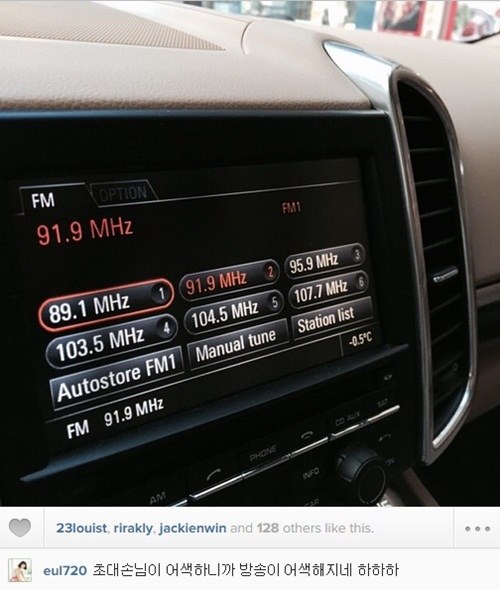 FM OPTION
91.9 MHz FM1
89.1 MHz 1 91.9 MHz 2 95.9 MHz 3
103.5 MHz 4 104.5 MHz 5 107.7 MHz 6
Autostore FM1 Manual tune Station list
FM 91.9 MHz -0.5°C
AM PHONE CD AUX SAT
CAR INFO
23louist, rirakly, jackienwin and 128 others like this.
eul720 초대손님이 어색하니까 방송이 어색해지네 하하하